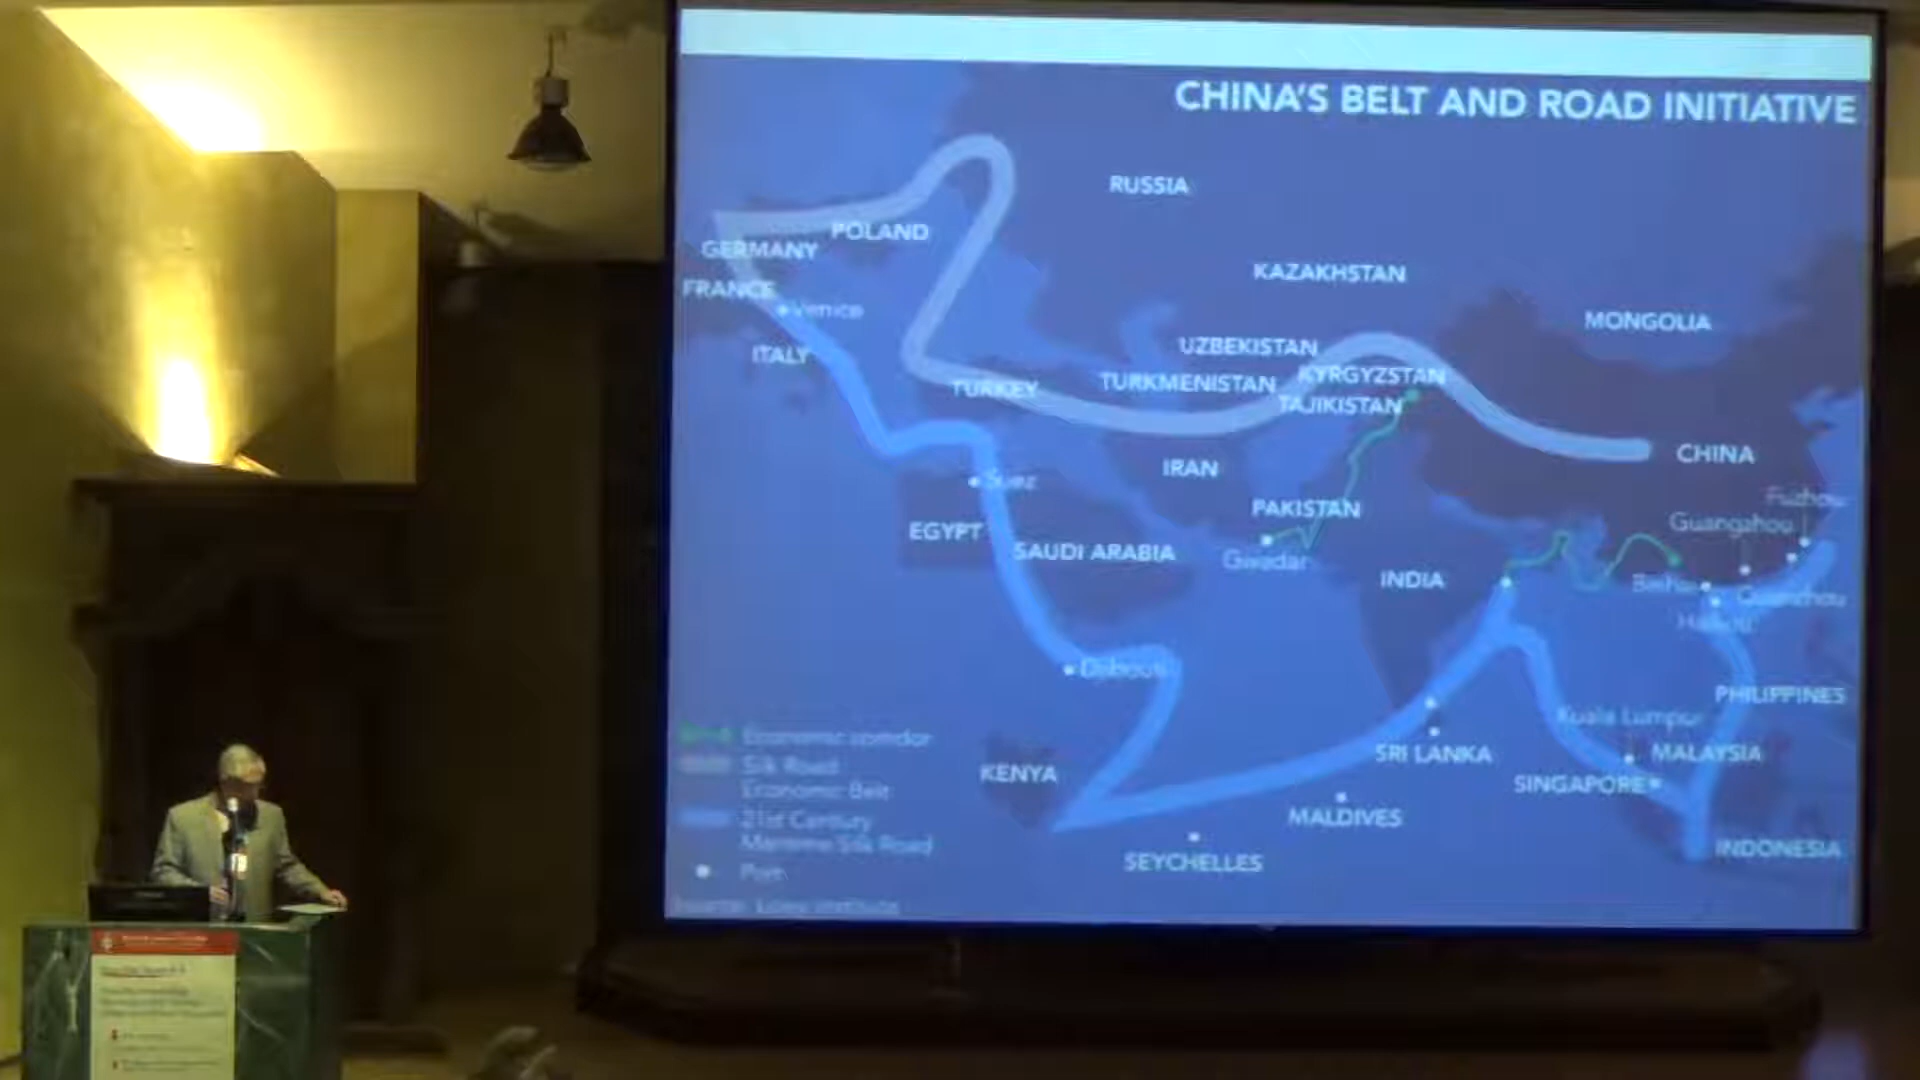 CHINA'S BELT AND ROAD INITIATIVE
RUSSIA
POLAND
GERMANY
KAZAKHSTAN
FRANCE
Venice
MONGOLIA
UZBEKISTAN
ITALY
KYRGYZSTAN
TURKMENISTAN
TURKEY
TAJIKISTAN
CHINA
IRAN
Suez
Fuzhou
PAKISTAN
Guangzhou
EGYPT
SAUDI ARABIA
Gwadar
INDIA
Quanzhou
Djibouti
PHILIPPINES
Kuala Lumpur
Economic corridor
SRI LANKA
MALAYSIA
Silk Road
Economic Belt
KENYA
SINGAPORE
21st Century
Maritime Silk Road
MALDIVES
INDONESIA
SEYCHELLES
Port